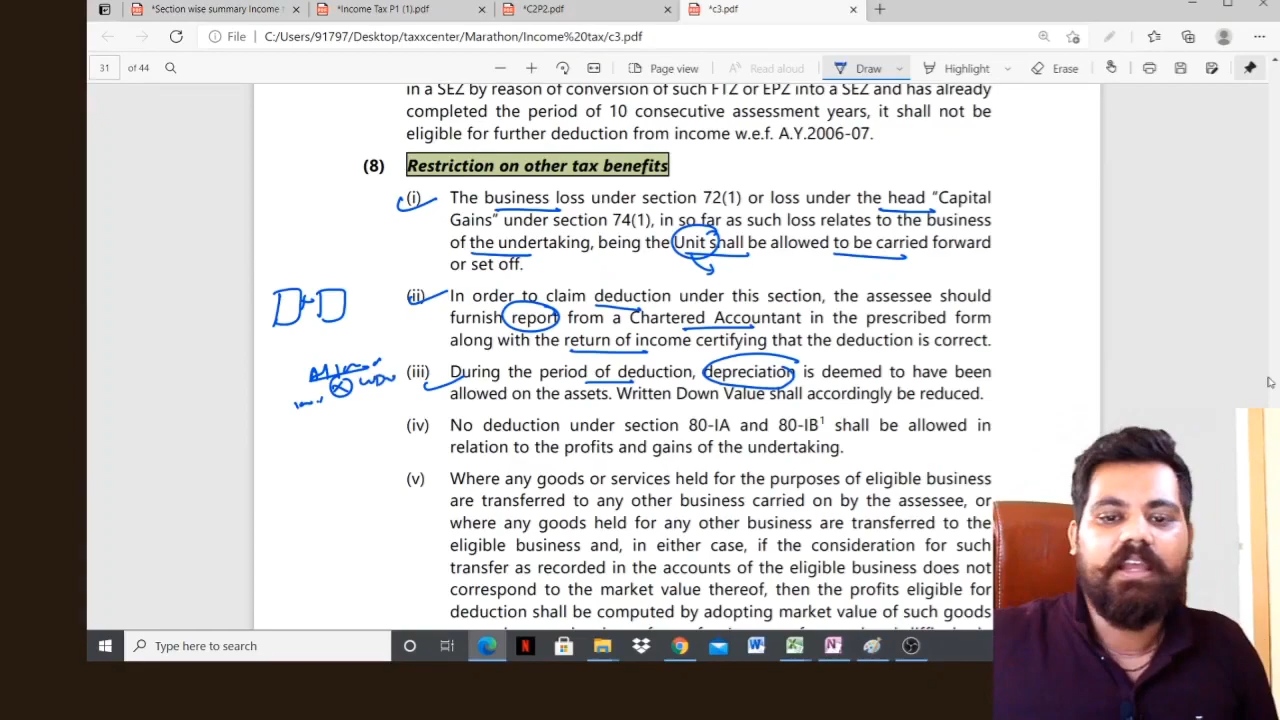 *Section wise summary Income t
*Income Tax P1 (1).pdf
*C2P2.pdf
*c3.pdf
File
C:/Users/91797/Desktop/taxxcenter/Marathon/Income%20tax/c3.pdf
31 of 44
Page view
Read aloud
Draw
Highlight
Erase
in a SEZ by reason of conversion of such FTZ or EPZ into a SEZ and has already
completed the period of 10 consecutive assessment years, it shall not be
eligible for further deduction from income w.e.f. A.Y.2006-07.
(8) Restriction on other tax benefits
(i) The business loss under section 72(1) or loss under the head “Capital
Gains” under section 74(1), in so far as such loss relates to the business
of the undertaking, being the Unit shall be allowed to be carried forward
or set off.
(ii) In order to claim deduction under this section, the assessee should
furnish report from a Chartered Accountant in the prescribed form
along with the return of income certifying that the deduction is correct.
(iii) During the period of deduction, depreciation is deemed to have been
allowed on the assets. Written Down Value shall accordingly be reduced.
WDV
(iv) No deduction under section 80-IA and 80-IB¹ shall be allowed in
relation to the profits and gains of the undertaking.
(v) Where any goods or services held for the purposes of eligible business
are transferred to any other business carried on by the assessee, or
where any goods held for any other business are transferred to the
eligible business and, in either case, if the consideration for such
transfer as recorded in the accounts of the eligible business does not
correspond to the market value thereof, then the profits eligible for
deduction shall be computed by adopting market value of such goods
Type here to search